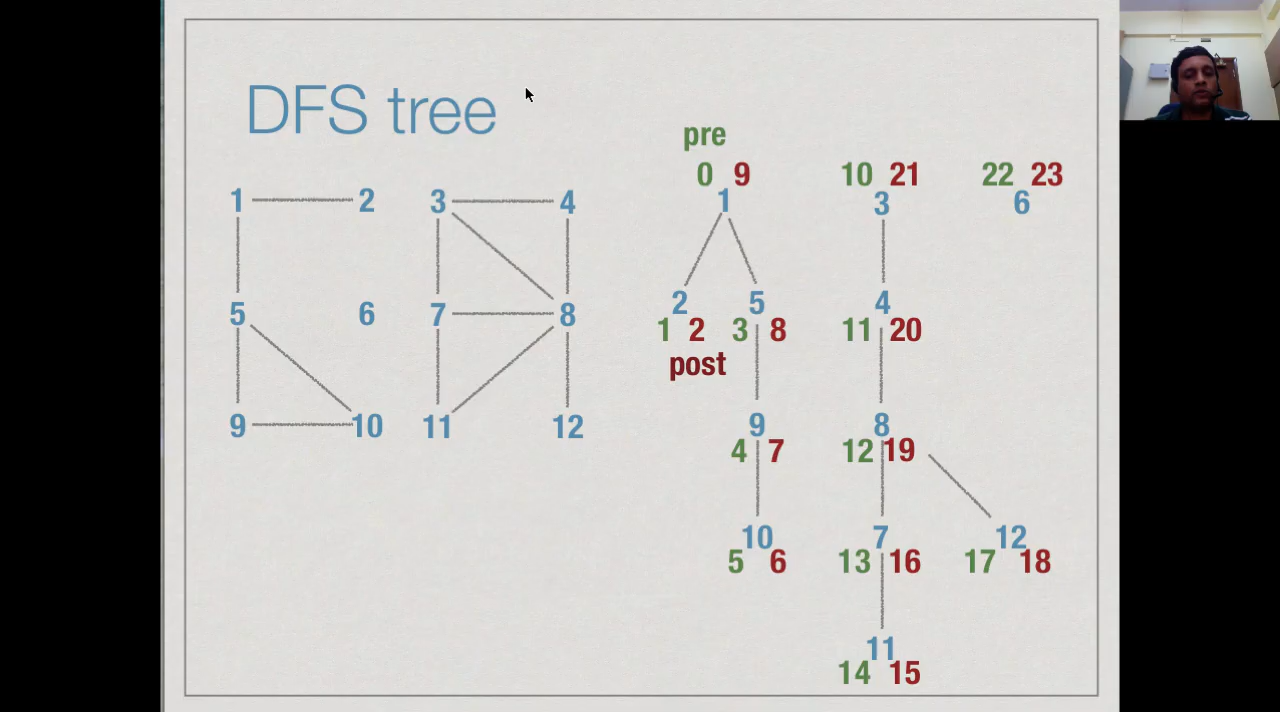 DFS tree
pre
0 9 10 21 22 23
1 2 3 4 1 3 6
2 5 4
5 6 7 8 1 2 3 8 11 20
post
9 10 11 12 9 8
4 7 12 19
10 7 12
5 6 13 16 17 18
11
14 15